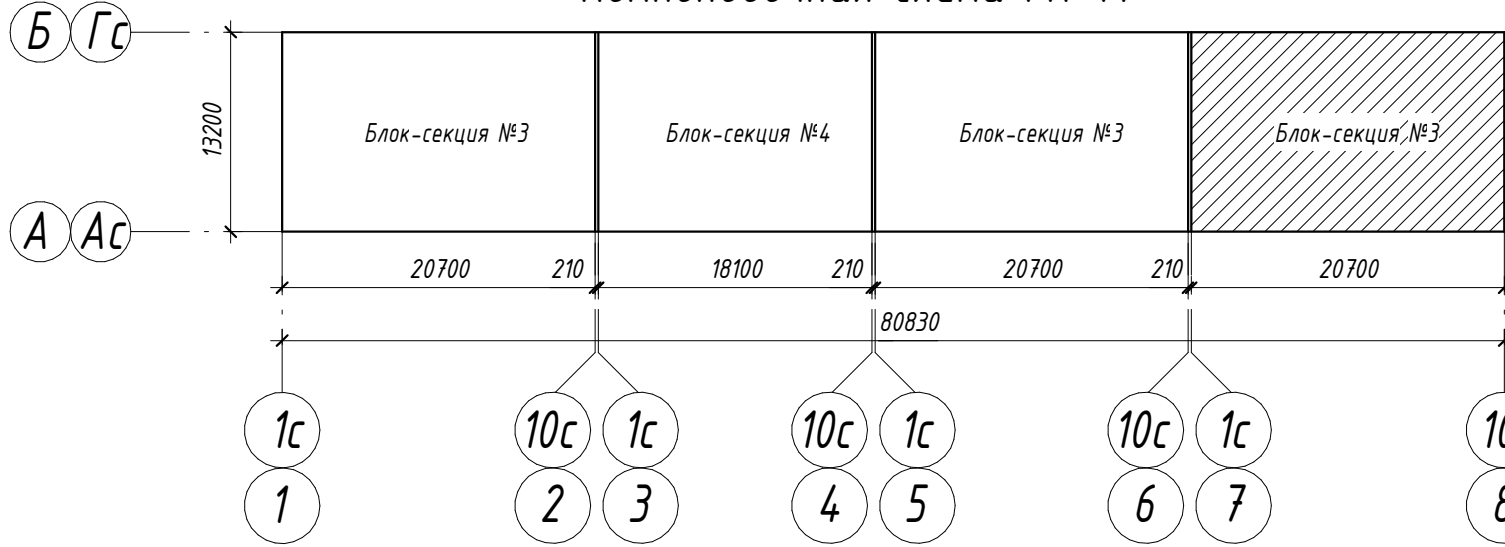 Б Гс
13200
Блок-секция №3
Блок-секция №4
Блок-секция №3
Блок-секция №3
А Ас
20700 210 18100 210 20700 210 20700
80830
1с 10с 1с 10с 1с 10с 1с
1 2 3 4 5 6 7 8